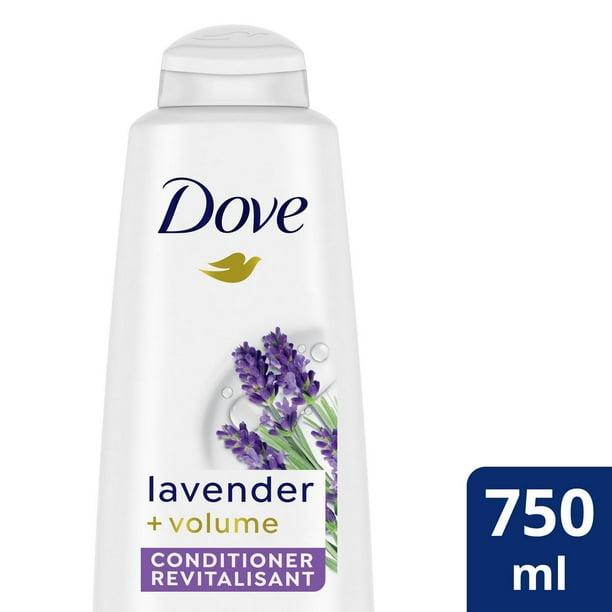 Dove
lavender
+ volume
CONDITIONER
REVITALISANT
750
ml